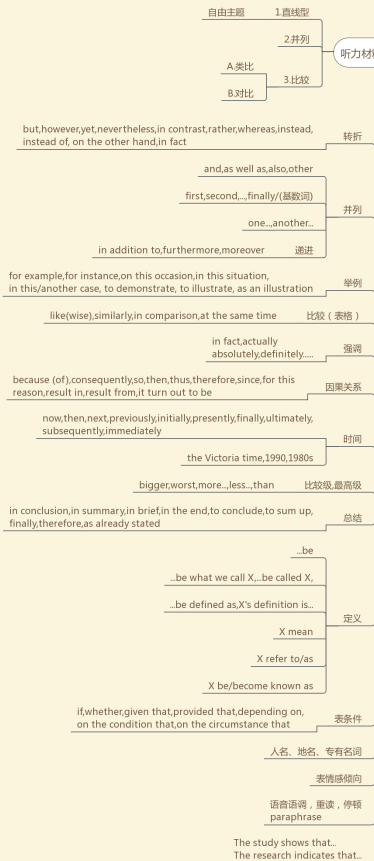 自由主题 1.直线型
2.并列
听力材
A.类比
3.比较
B.对比
but,however,yet,nevertheless,in contrast,rather,whereas,instead,
instead of, on the other hand,in fact
转折
and,as well as,also,other
first,second,..,finally/(基数词)
并列
one..,another..
in addition to,furthermore,moreover 递进
for example,for instance,on this occasion,in this situation,
in this/another case, to demonstrate, to illustrate, as an illustration
举例
like(wise),similarly,in comparison,at the same time 比较（表格）
in fact,actually
absolutely,definitely.....
强调
because (of),consequently,so,then,thus,therefore,since,for this
reason,result in,result from,it turn out to be
因果关系
now,then,next,previously,initially,presently,finally,ultimately,
subsequently,immediately
时间
the Victoria time,1990,1980s
bigger,worst,more..,less..,than 比较级,最高级
in conclusion,in summary,in brief,in the end,to conclude,to sum up,
finally,therefore,as already stated
总结
...be
...be what we call X,..be called X,
...be defined as,X's definition is...
定义
X mean
X refer to/as
X be/become known as
if,whether,given that,provided that,depending on,
on the condition that,on the circumstance that
表条件
人名、地名、专有名词
表情感倾向
语音语调，重读，停顿
paraphrase
The study shows that...
The research indicates that...